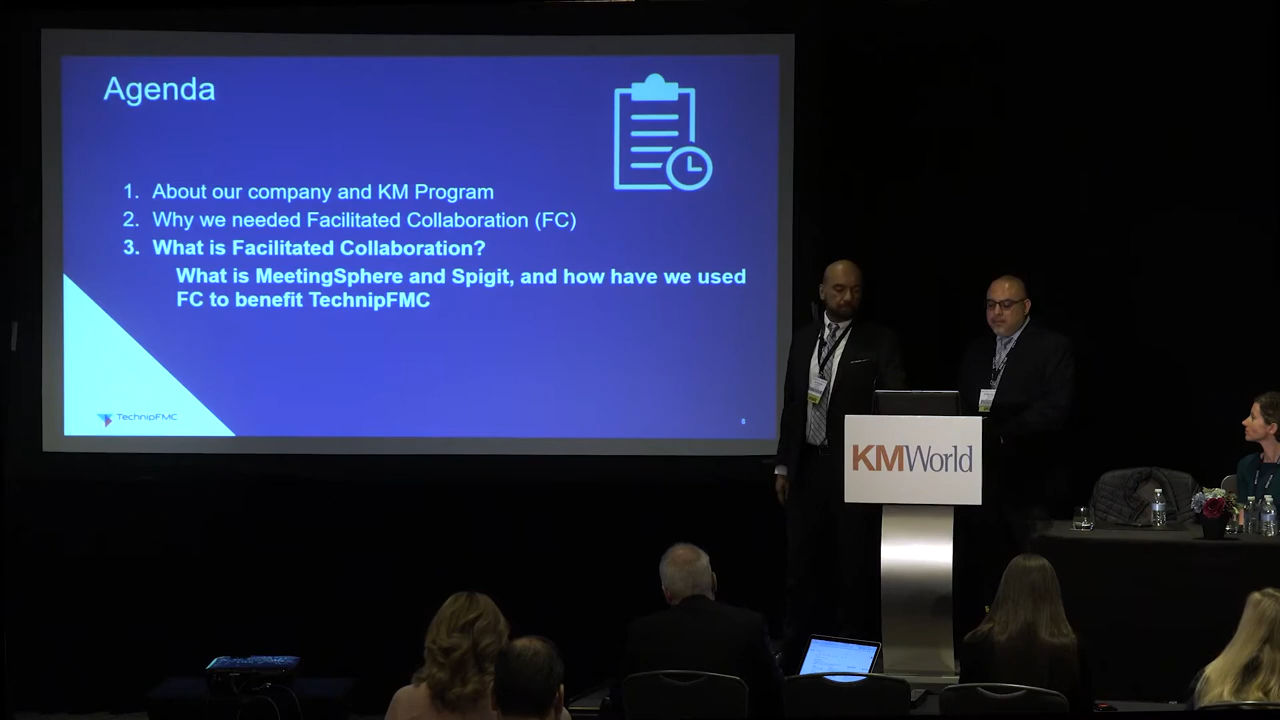 Agenda
1. About our company and KM Program
2. Why we needed Facilitated Collaboration (FC)
3. What is Facilitated Collaboration?
What is MeetingSphere and Spigit, and how have we used
FC to benefit TechnipFMC
TechnipFMC
8
KMWorld